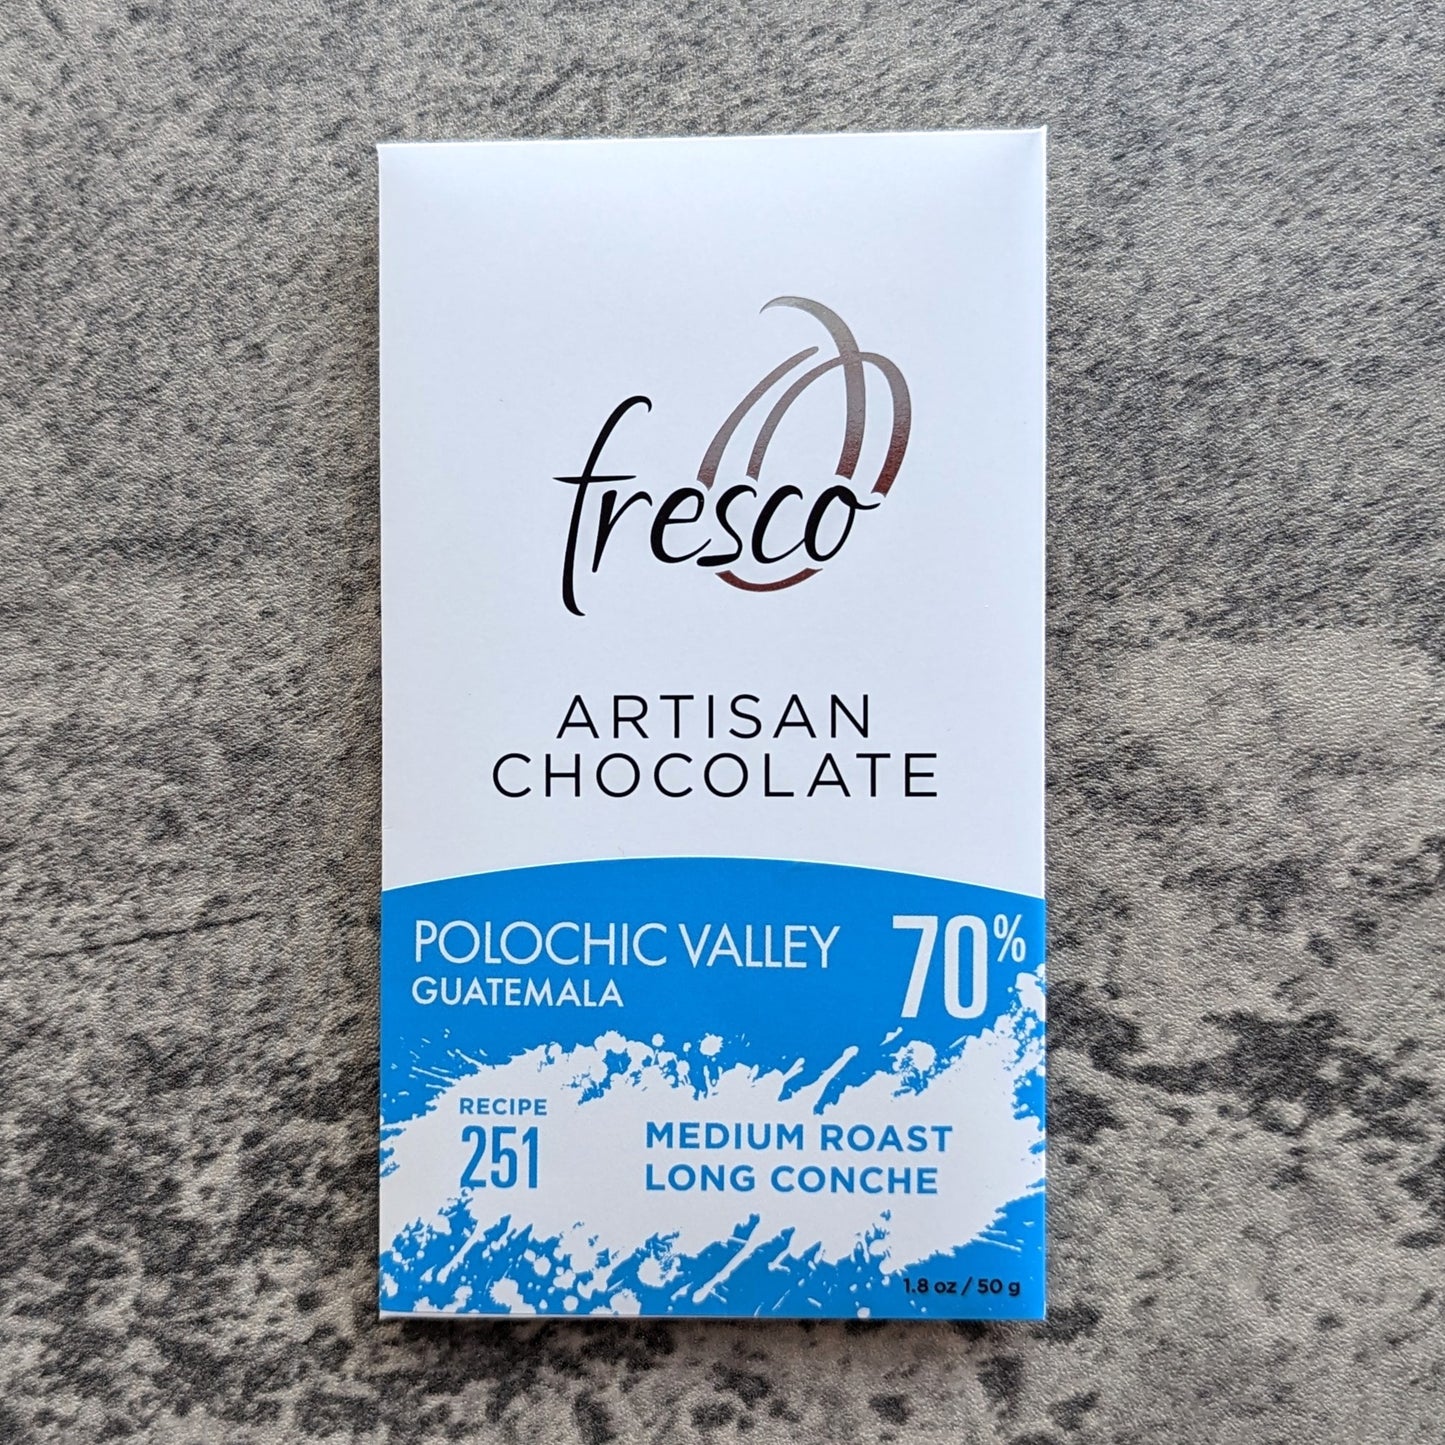 fresco
ARTISAN
CHOCOLATE
POLOCHIC VALLEY 70%
GUATEMALA
RECIPE
251
MEDIUM ROAST
LONG CONCHE
1.8 oz / 50 g